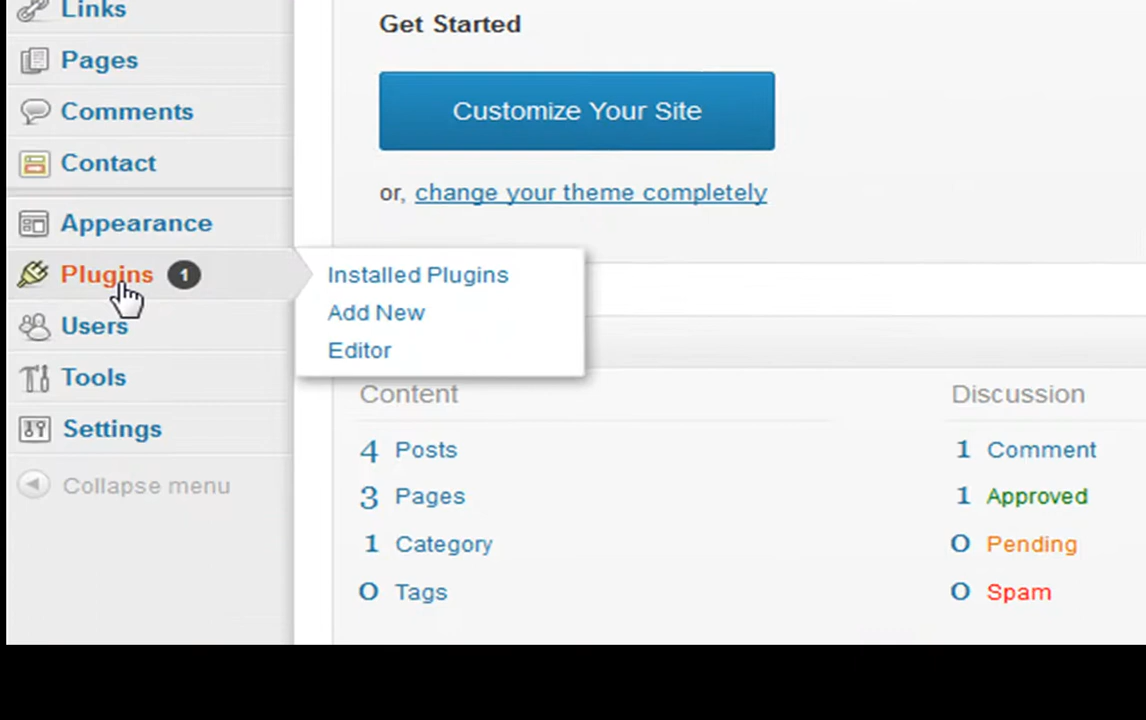 Links
Pages
Comments
Contact
Appearance
Plugins 1
Users
Tools
Settings
Collapse menu
Get Started
Customize Your Site
or, change your theme completely
Installed Plugins
Add New
Editor
Content
4 Posts
3 Pages
1 Category
0 Tags
Discussion
1 Comment
1 Approved
0 Pending
0 Spam